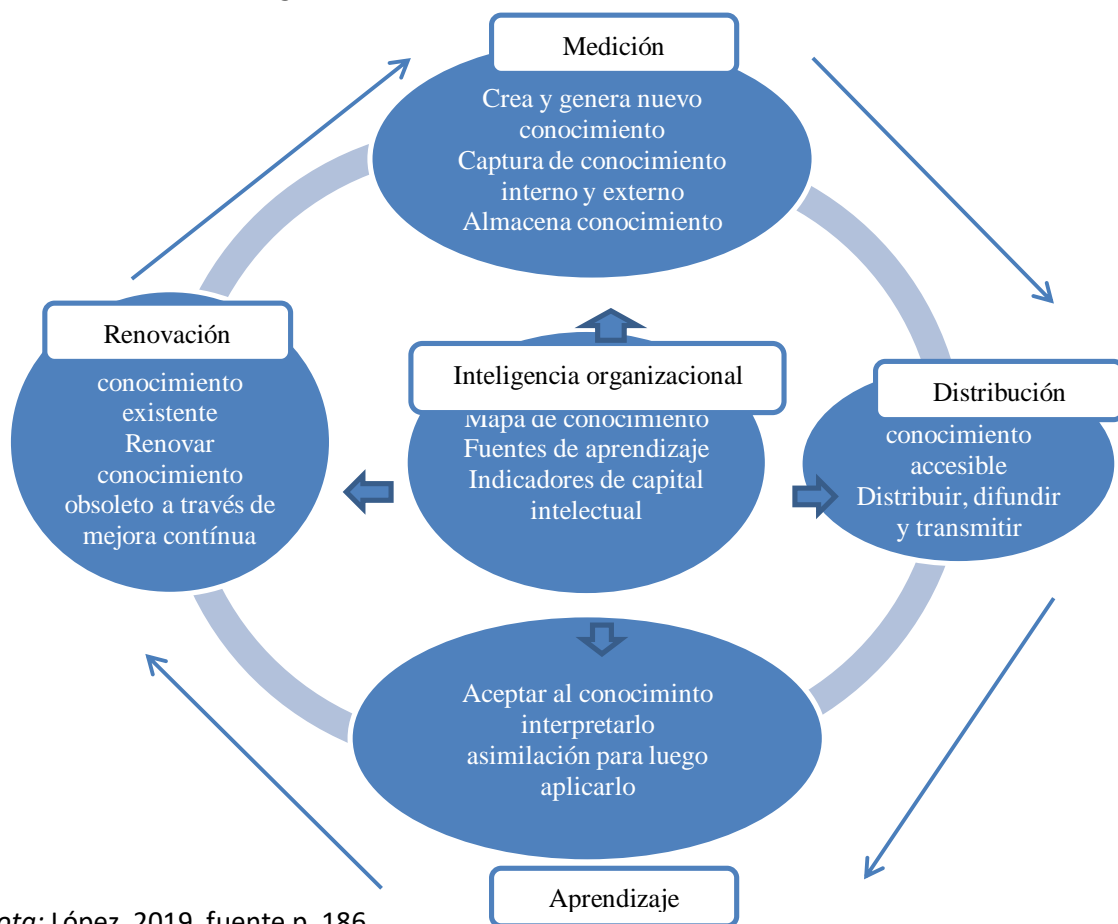 Medición
Crea y genera nuevo
conocimiento
Captura de conocimiento
interno y externo
Almacena conocimiento
Renovación
conocimiento
existente
Renovar
conocimiento
obsoleto a través de
mejora contínua
Inteligencia organizacional
Mapa de conocimiento
Fuentes de aprendizaje
Indicadores de capital
intelectual
Distribución
conocimiento
accesible
Distribuir, difundir
y transmitir
Aceptar al conociminto
interpretarlo
asimilación para luego
aplicarlo
Aprendizaje
López, 2019, fuente p. 186